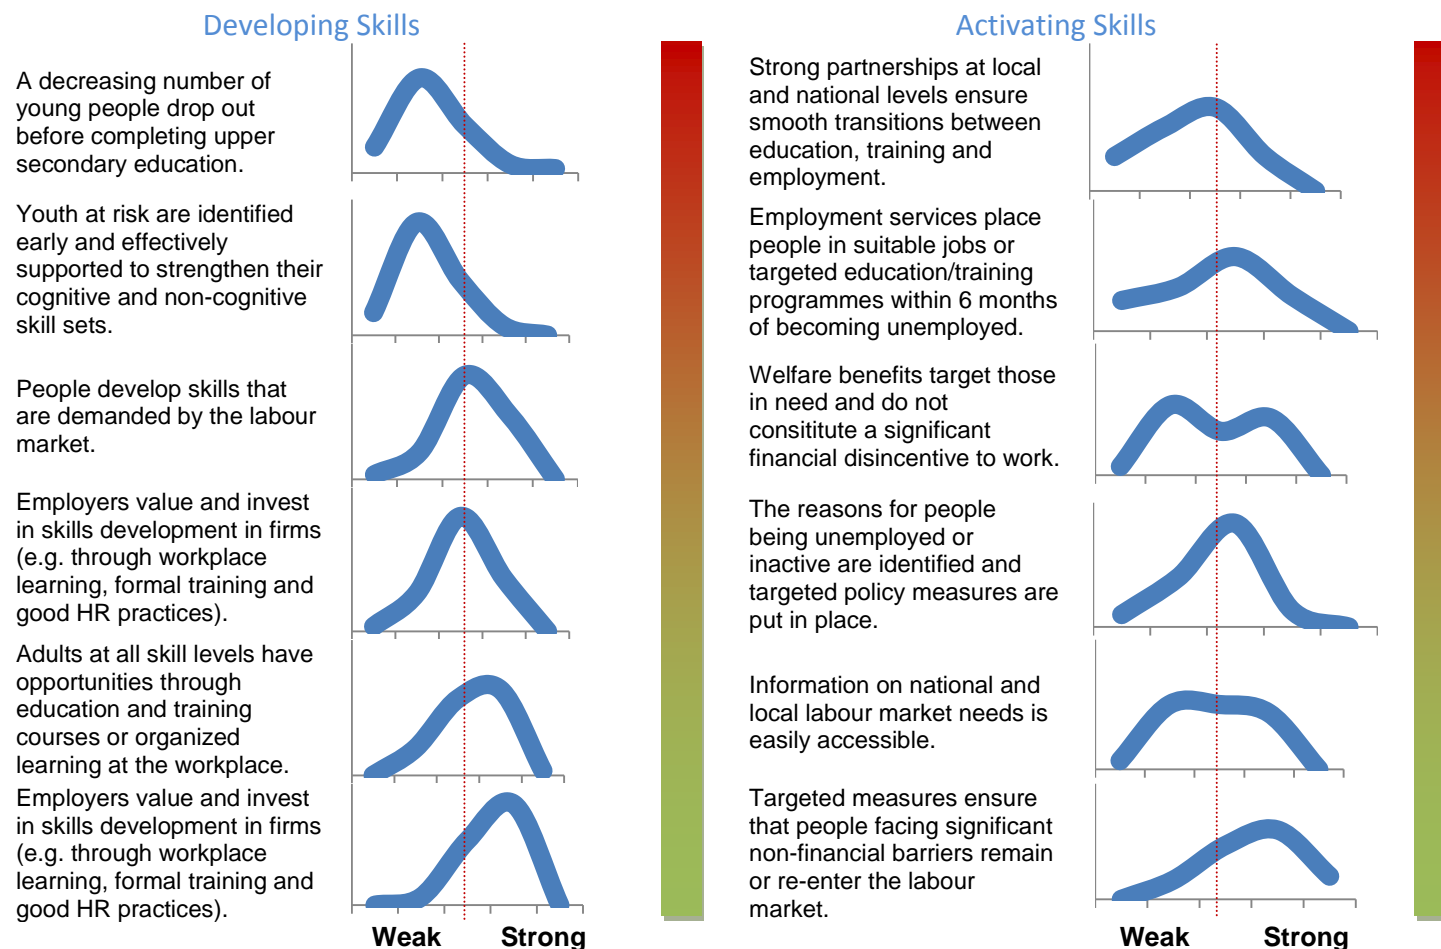 Developing Skills
A decreasing number of
young people drop out
before completing upper
secondary education.
Youth at risk are identified
early and effectively
supported to strengthen their
cognitive and non-cognitive
skill sets.
People develop skills that
are demanded by the labour
market.
Employers value and invest
in skills development in firms
(e.g. through workplace
learning, formal training and
good HR practices).
Adults at all skill levels have
opportunities through
education and training
courses or organized
learning at the workplace.
Employers value and invest
in skills development in firms
(e.g. through workplace
learning, formal training and
good HR practices).
Weak Strong
Activating Skills
Strong partnerships at local
and national levels ensure
smooth transitions between
education, training and
employment.
Employment services place
people in suitable jobs or
targeted education/training
programmes within 6 months
of becoming unemployed.
Welfare benefits target those
in need and do not
consititute a significant
financial disincentive to work.
The reasons for people
being unemployed or
inactive are identified and
targeted policy measures are
put in place.
Information on national and
local labour market needs is
easily accessible.
Targeted measures ensure
that people facing significant
non-financial barriers remain
or re-enter the labour
market.
Weak Strong